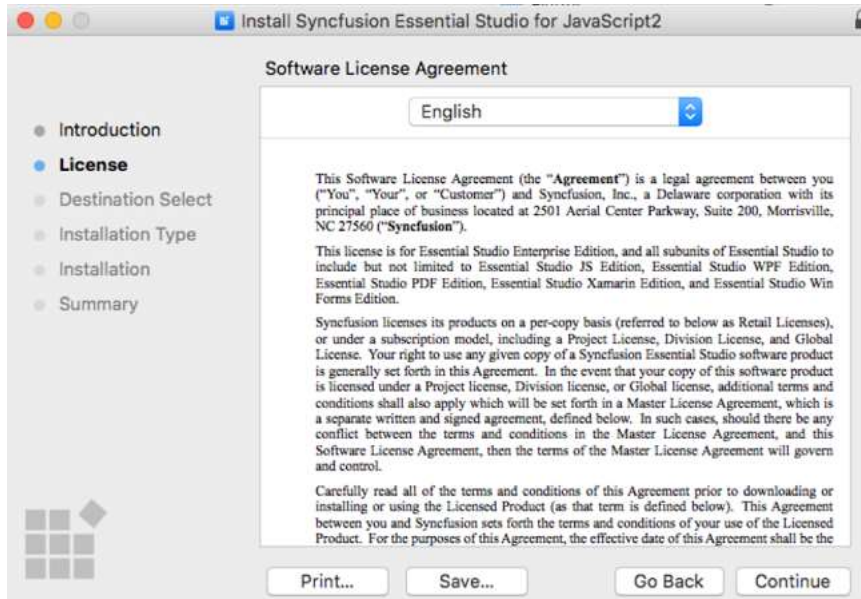 Install Syncfusion Essential Studio for JavaScript2
Software License Agreement
English
Introduction
License
Destination Select
Installation Type
Installation
Summary
This Software License Agreement (the “Agreement”) is a legal agreement between you
(“You”, “Your”, or “Customer”) and Syncfusion, Inc., a Delaware corporation with its
principal place of business located at 2501 Aerial Center Parkway, Suite 200, Morrisville,
NC 27560 (“Syncfusion”).
This license is for Essential Studio Enterprise Edition, and all subunits of Essential Studio to
include but not limited to Essential Studio JS Edition, Essential Studio WPF Edition,
Essential Studio PDF Edition, Essential Studio Xamarin Edition, and Essential Studio Win
Forms Edition.
Syncfusion licenses its products on a per-copy basis (referred to below as Retail Licenses),
or under a subscription model, including a Project License, Division License, and Global
License. Your right to use any given copy of a Syncfusion Essential Studio software product
is generally set forth in this Agreement. In the event that your copy of this software product
is licensed under a Project license, Division license, or Global license, additional terms and
conditions shall also apply which will be set forth in a Master License Agreement, which is
a separate written and signed agreement, defined below. In such cases, should there be any
conflict between the terms and conditions in the Master License Agreement, and this
Software License Agreement, then the terms of the Master License Agreement will govern
and control.
Carefully read all of the terms and conditions of this Agreement prior to downloading or
installing or using the Licensed Product (as that term is defined below). This Agreement
between you and Syncfusion sets forth the terms and conditions of your use of the Licensed
Product. For the purposes of this Agreement, the effective date of this Agreement shall be the
Print...
Save...
Go Back
Continue